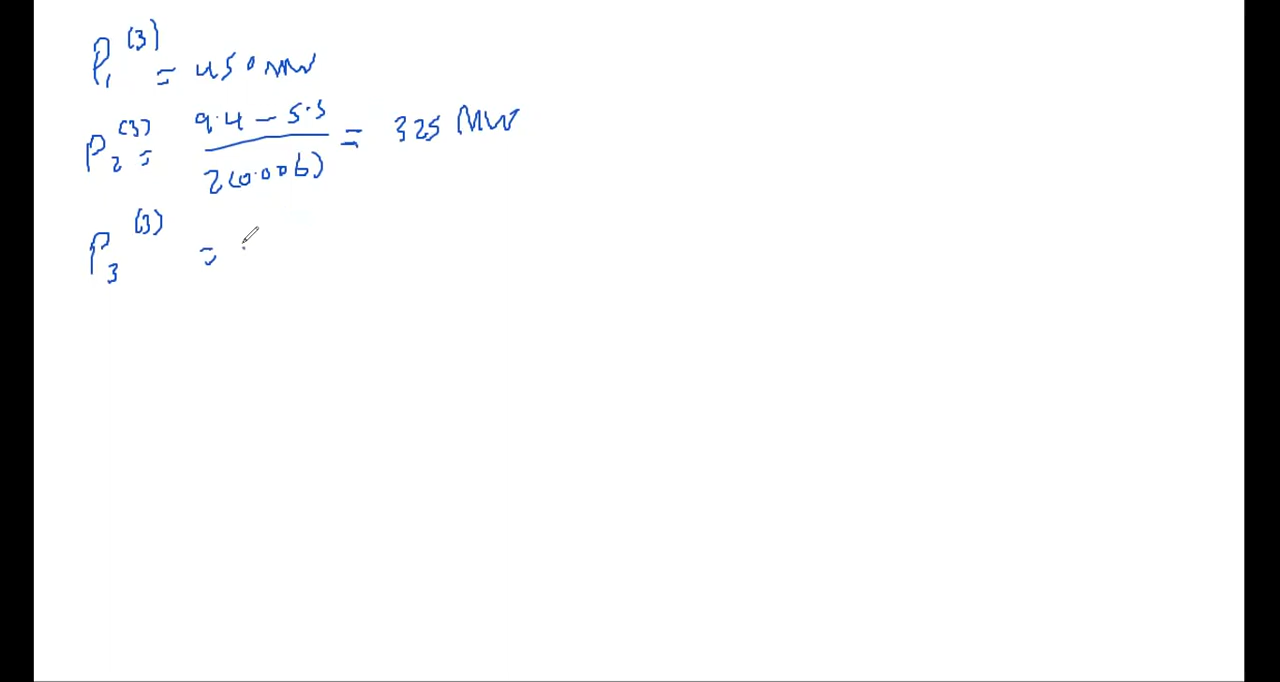 P₁⁽³⁾ = 450 MW
P₂⁽³⁾ = (9.4 - 5.5) / 2(0.006) = 325 MW
P₃⁽³⁾ =